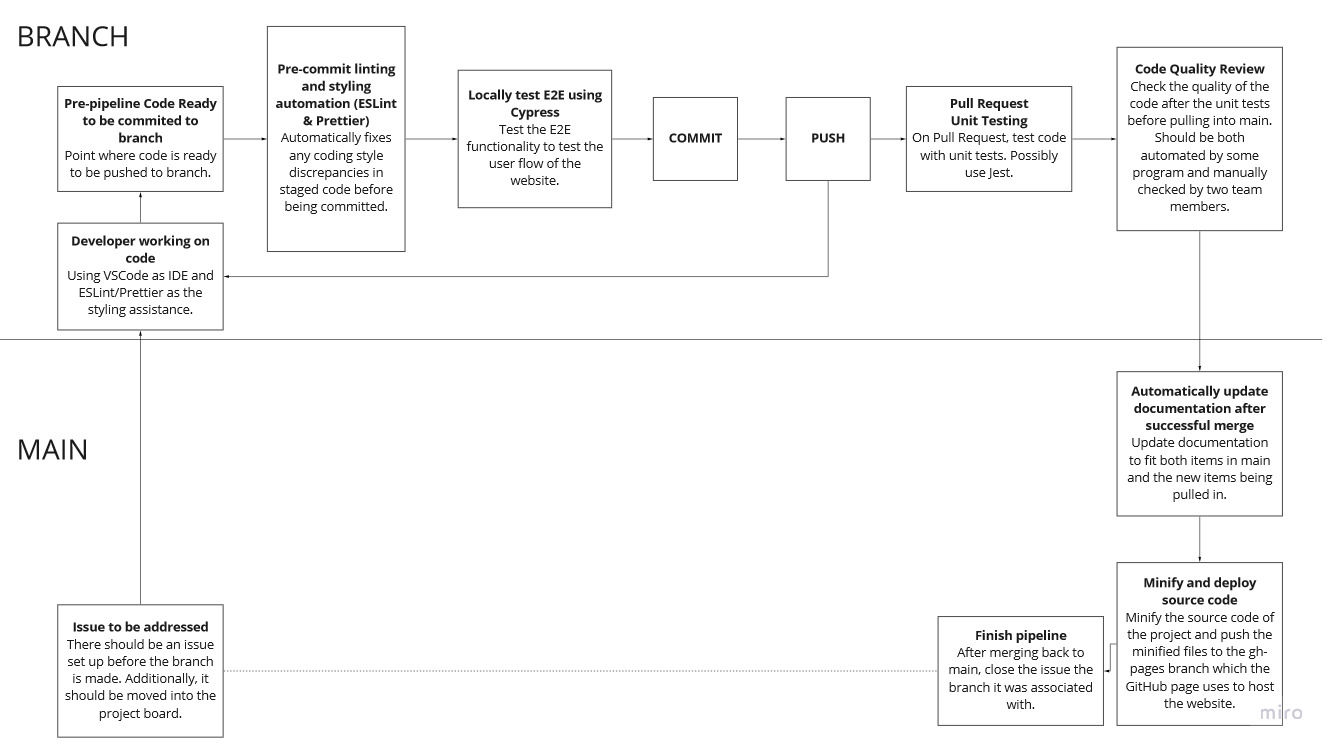 BRANCH
Pre-pipeline Code Ready
to be commited to
branch
Point where code is ready
to be pushed to branch.
Pre-commit linting
and styling
automation (ESLint
& Prettier)
Automatically fixes
any coding style
discrepancies in
staged code before
being committed.
Locally test E2E using
Cypress
Test the E2E
functionality to test the
user flow of the
website.
COMMIT
PUSH
Pull Request
Unit Testing
On Pull Request, test code
with unit tests. Possibly
use Jest.
Code Quality Review
Check the quality of the
code after the unit tests
before pulling into main.
Should be both
automated by some
program and manually
checked by two team
members.
Developer working on
code
Using VSCode as IDE and
ESLint/Prettier as the
styling assistance.
MAIN
Automatically update
documentation after
successful merge
Update documentation
to fit both items in main
and the new items being
pulled in.
Issue to be addressed
There should be an issue
set up before the branch
is made. Additionally, it
should be moved into the
project board.
Finish pipeline
After merging back to
main, close the issue the
branch it was associated
with.
Minify and deploy
source code
Minify the source code of
the project and push the
minified files to the gh-
pages branch which the
GitHub page uses to host
the website.
miro